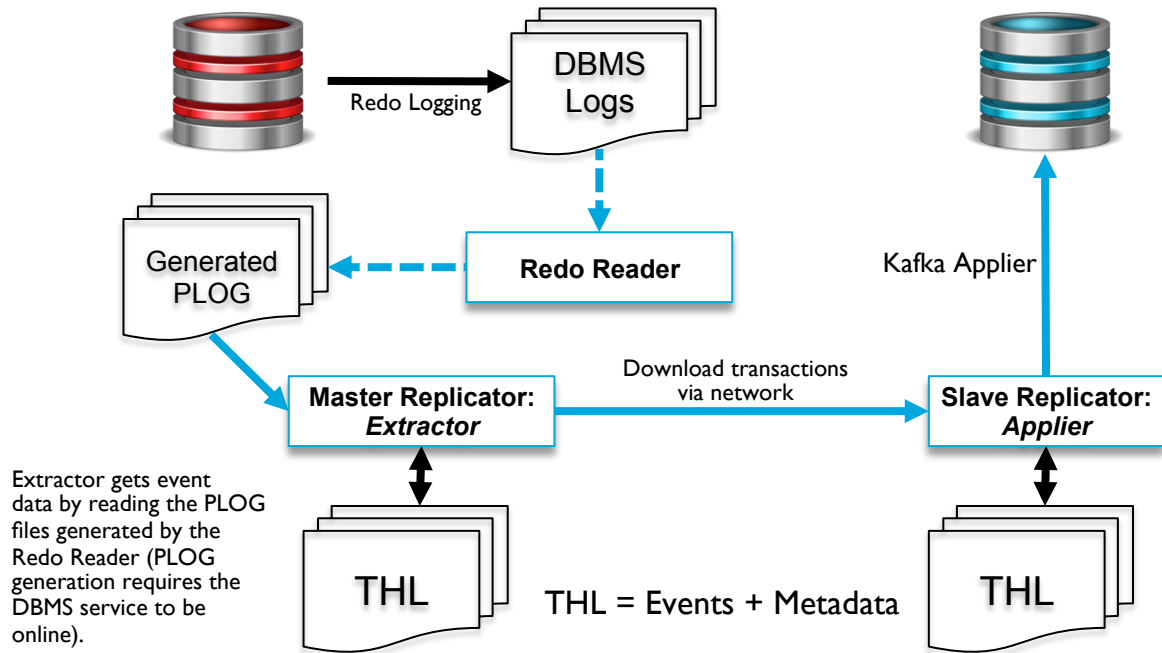 Redo Logging
DBMS
Logs
Generated
PLOG
Redo Reader
Kafka Applier
Master Replicator:
Extractor
Download transactions
via network
Slave Replicator:
Applier
Extractor gets event
data by reading the PLOG
files generated by the
Redo Reader (PLOG
generation requires the
DBMS service to be
online).
THL
THL = Events + Metadata
THL